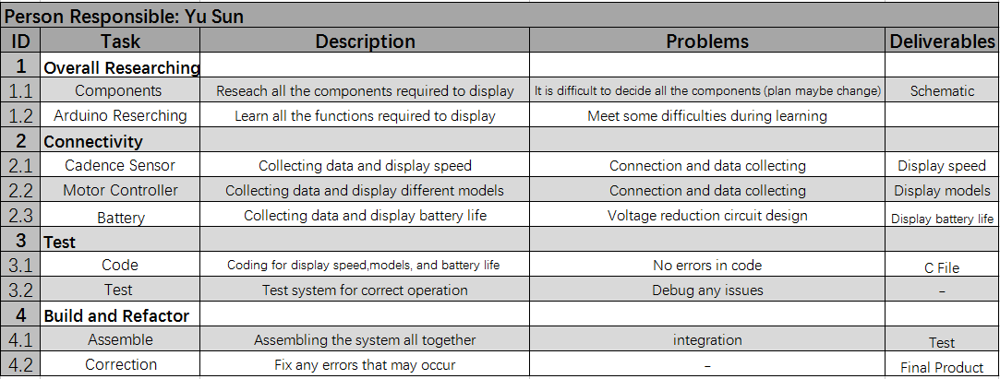 Person Responsible: Yu Sun
ID Task Description Problems Deliverables
1 Overall Researching
1.1 Components Reseach all the components required to display It is difficult to decide all the components (plan maybe change) Schematic
1.2 Arduino Reserching Learn all the functions required to display Meet some difficulties during learning
2 Connectivity
2.1 Cadence Sensor Collecting data and display speed Connection and data collecting Display speed
2.2 Motor Controller Collecting data and display different models Connection and data collecting Display models
2.3 Battery Collecting data and display battery life Voltage reduction circuit design Display battery life
3 Test
3.1 Code Coding for display speed,models, and battery life No errors in code C File
3.2 Test Test system for correct operation Debug any issues –
4 Build and Refactor
4.1 Assemble Assembling the system all together integration Test
4.2 Correction Fix any errors that may occur – Final Product